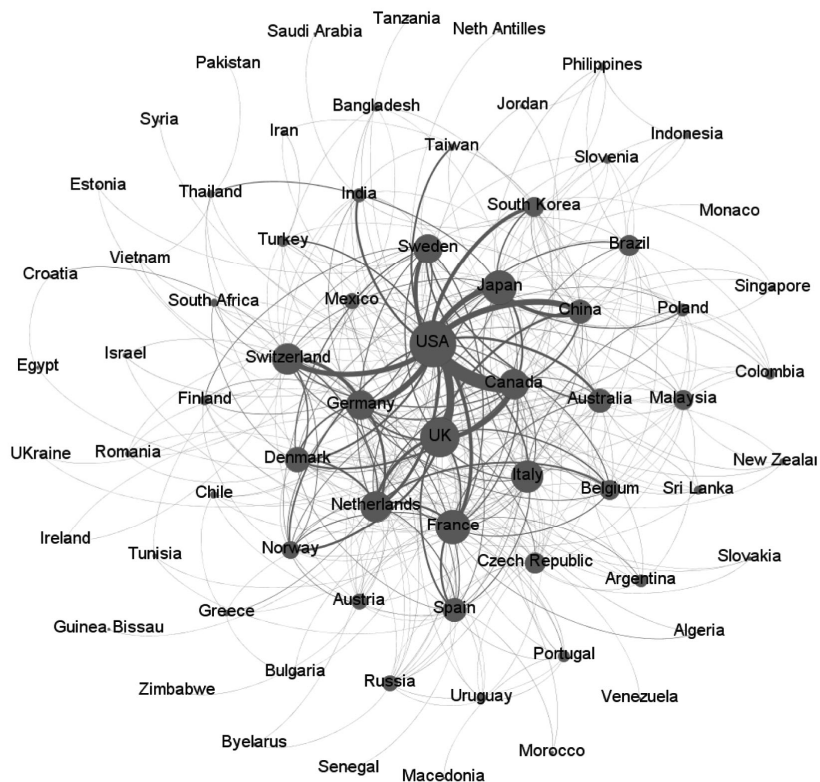 Tanzania
Saudi Arabia
Neth Antilles
Pakistan
Philippines
Bangladesh
Jordan
Syria
Iran
Taiwan
Indonesia
Slovenia
Estonia
Thailand
India
South Korea
Monaco
Turkey
Sweden
Brazil
Vietnam
Croatia
Japan
Singapore
South Africa
Mexico
China
Poland
USA
Egypt
Israel
Switzerland
Colombia
Canada
Finland
Germany
Australia
Malaysia
UK
UKraine
Romania
Denmark
New Zealan
Italy
Chile
Netherlands
Belgium
Sri Lanka
France
Ireland
Tunisia
Norway
Czech Republic
Slovakia
Argentina
Guinea-Bissau
Greece
Austria
Spain
Algeria
Portugal
Zimbabwe
Bulgaria
Russia
Uruguay
Venezuela
Byelarus
Senegal
Morocco
Macedonia